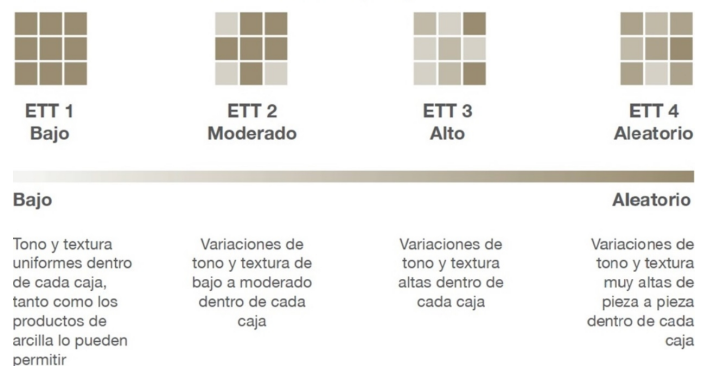 ETT 1
Bajo
ETT 2
Moderado
ETT 3
Alto
ETT 4
Aleatorio
Bajo
Aleatorio
Tono y textura
uniformes dentro
de cada caja,
tanto como los
productos de
arcilla lo pueden
permitir
Variaciones de
tono y textura de
bajo a moderado
dentro de cada
caja
Variaciones de
tono y textura
altas dentro de
cada caja
Variaciones de
tono y textura
muy altas de
pieza a pieza
dentro de cada
caja